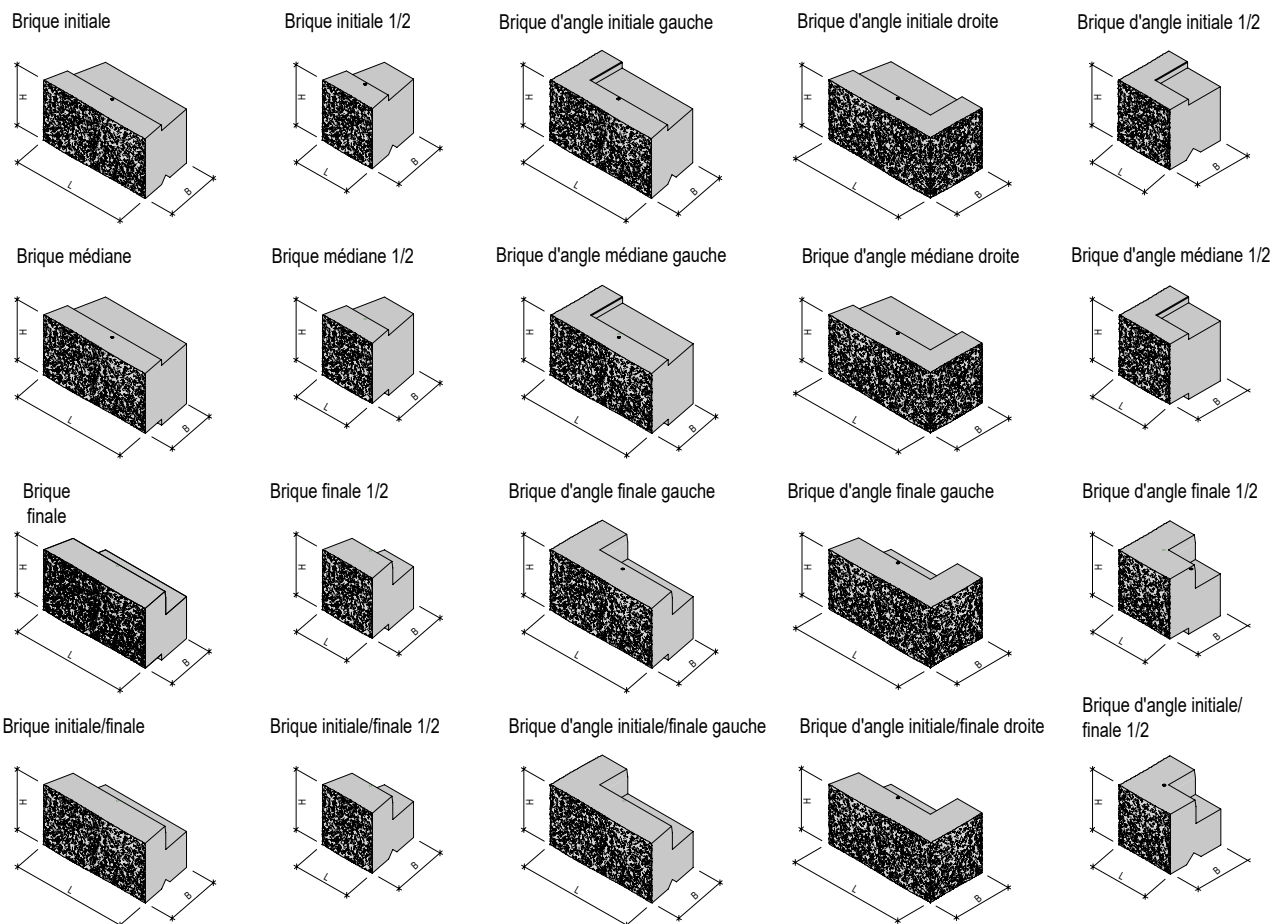 Brique initiale
Brique initiale 1/2
Brique d'angle initiale gauche
Brique d'angle initiale droite
Brique d'angle initiale 1/2
H
L
B
H
L
B
H
L
B
H
L
B
H
L
B
Brique médiane
Brique médiane 1/2
Brique d'angle médiane gauche
Brique d'angle médiane droite
Brique d'angle médiane 1/2
H
L
B
H
L
B
H
L
B
H
L
B
H
L
B
Brique
finale
Brique finale 1/2
Brique d'angle finale gauche
Brique d'angle finale gauche
Brique d'angle finale 1/2
H
L
B
H
L
B
H
L
B
H
L
B
H
L
B
Brique initiale/finale
Brique initiale/finale 1/2
Brique d'angle initiale/finale gauche
Brique d'angle initiale/finale droite
Brique d'angle initiale/
finale 1/2
H
L
B
H
L
B
H
L
B
H
L
B
H
L
B